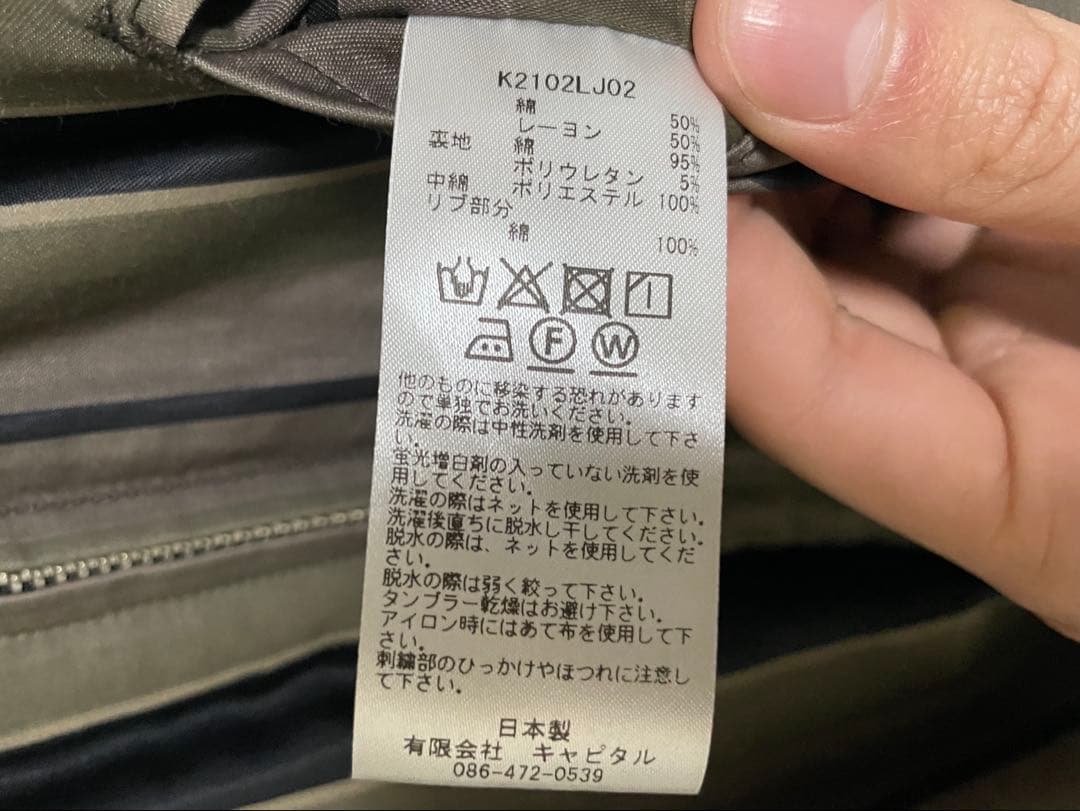 K2102LJ02
綿 50%
レーヨン 50%
裏地 綿 95%
ポリウレタン 5%
中綿 ポリエステル 100%
リブ部分
綿 100%
F W
他のものに移染する恐れがあります
ので単独でお洗いください。
洗濯の際は中性洗剤を使用して下さ
い。
蛍光増白剤の入っていない洗剤を使
用してください。
洗濯の際はネットを使用して下さい。
洗濯後直ちに脱水し干してください。
脱水の際は、ネットを使用してくだ
さい。
脱水の際は弱く絞って下さい。
タンブラー乾燥はお避け下さい。
アイロン時にはあて布を使用して下
さい。
刺繍部のひっかけやほつれに注意し
て下さい。
日本製
有限会社 キャピタル
086-472-0539